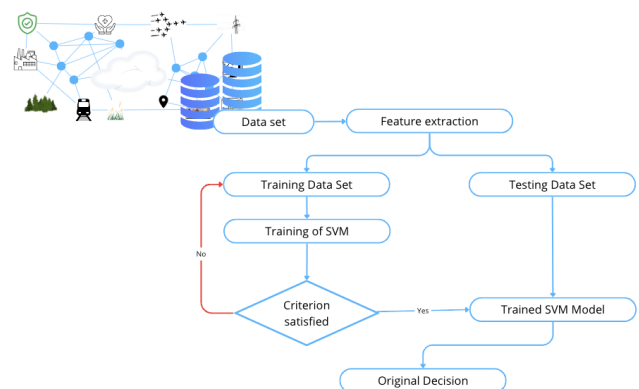 Data set
Feature extraction
Training Data Set
Testing Data Set
Training of SVM
No
Criterion
satisfied
Yes
Trained SVM Model
Original Decision